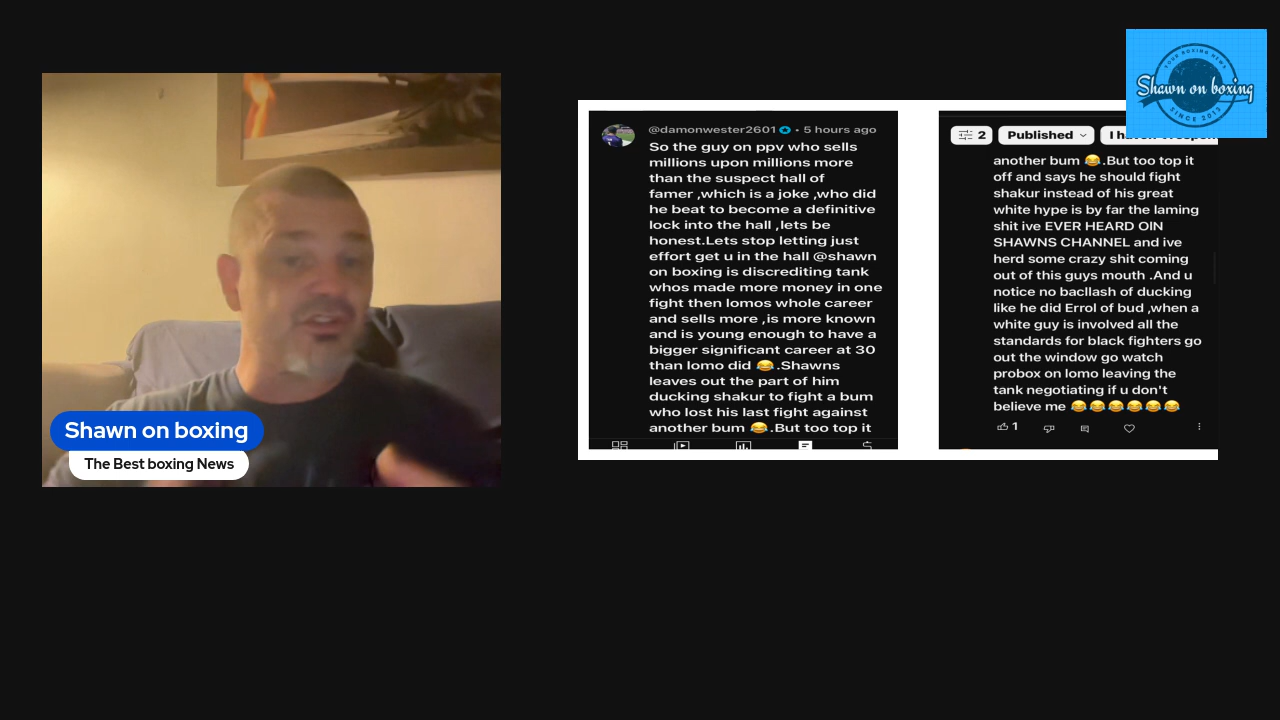 Shawn on boxing
The Best boxing News
@damonwester2601 • 5 hours ago
So the guy on ppv who sells
millions upon millions more
than the suspect hall of
famer ,which is a joke ,who did
he beat to become a definitive
lock into the hall ,lets be
honest.Lets stop letting just
effort get u in the hall @shawn
on boxing is discrediting tank
whos made more money in one
fight then lomos whole career
and sells more ,is more known
and is young enough to have a
bigger significant career at 30
than lomo did 😂.Shawns
leaves out the part of him
ducking shakur to fight a bum
who lost his last fight against
another bum 😂.But too top it
2
Published
another bum 😂.But too top it
off and says he should fight
shakur instead of his great
white hype is by far the laming
shit ive EVER HEARD OIN
SHAWNS CHANNEL and ive
herd some crazy shit coming
out of this guys mouth .And u
notice no bacllash of ducking
like he did Errol of bud ,when a
white guy is involved all the
standards for black fighters go
out the window go watch
probox on lomo leaving the
tank negotiating if u don't
believe me 😂😂😂😂😂😂
1
YOUR BOXING NEWS
Shawn on boxing
SINCE 2013